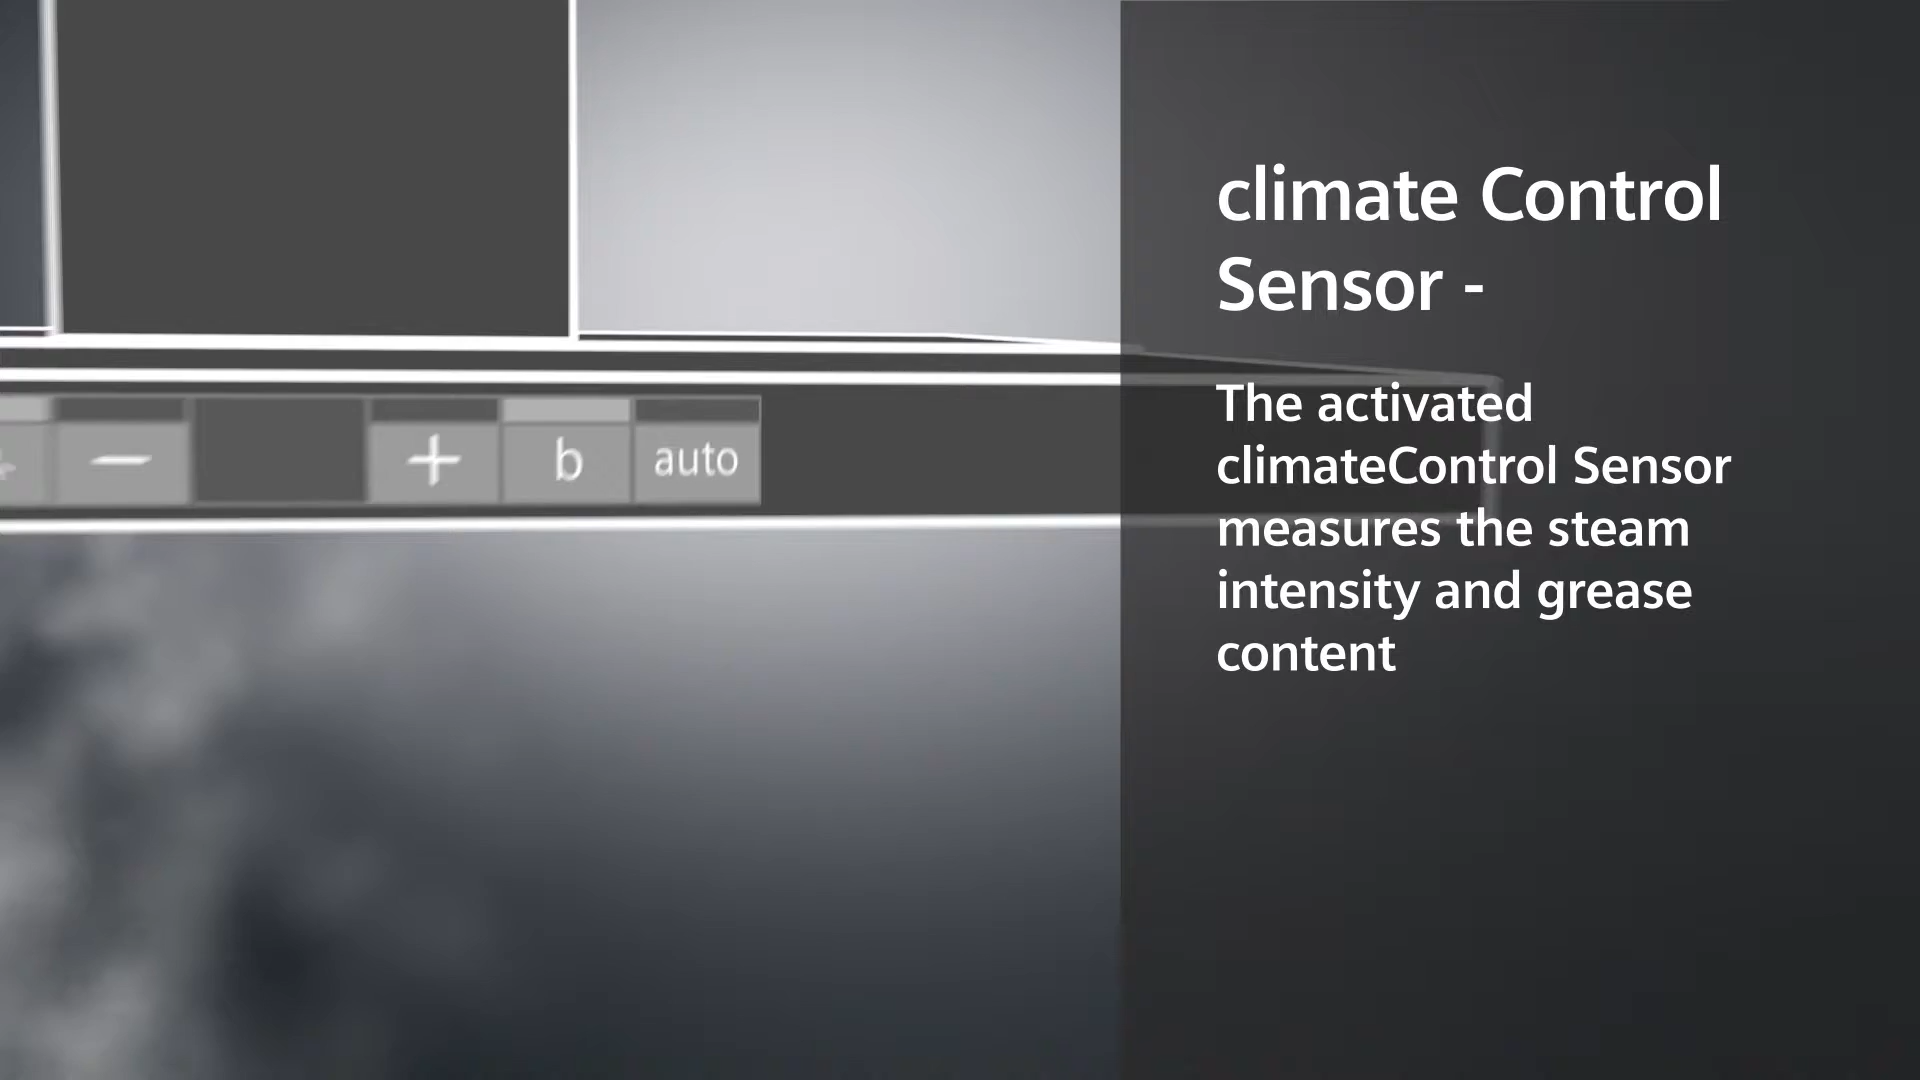 climate Control
Sensor -
The activated
climateControl Sensor
measures the steam
intensity and grease
content
− + b auto